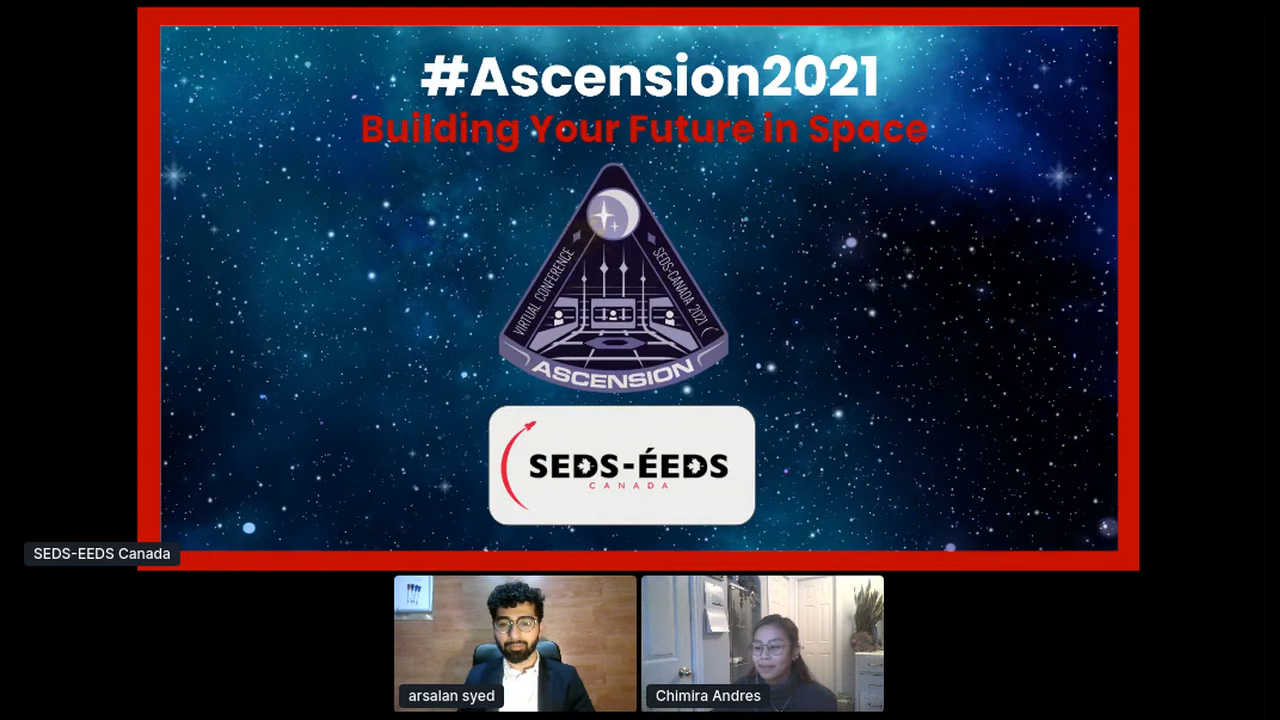 #Ascension2021
Building Your Future in Space
VIRTUAL CONFERENCE
SEDS-CANADA 2021
ASCENSION
SEDS-ÉEDS
CANADA
SEDS-EEDS Canada
arsalan syed
Chimira Andres